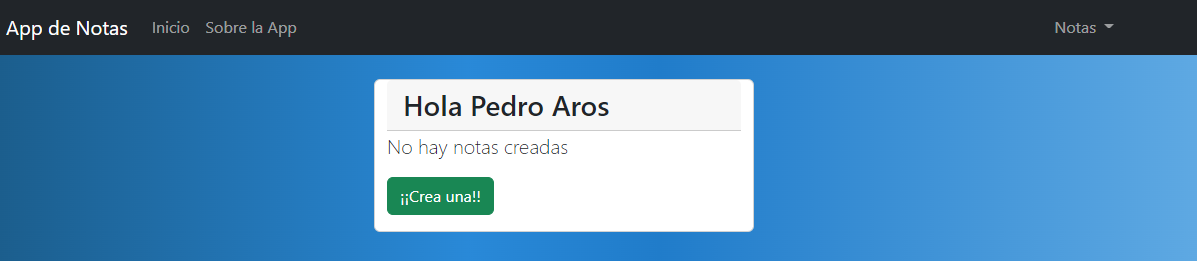 App de Notas Inicio Sobre la App Notas
Hola Pedro Aros
No hay notas creadas
¡¡Crea una!!